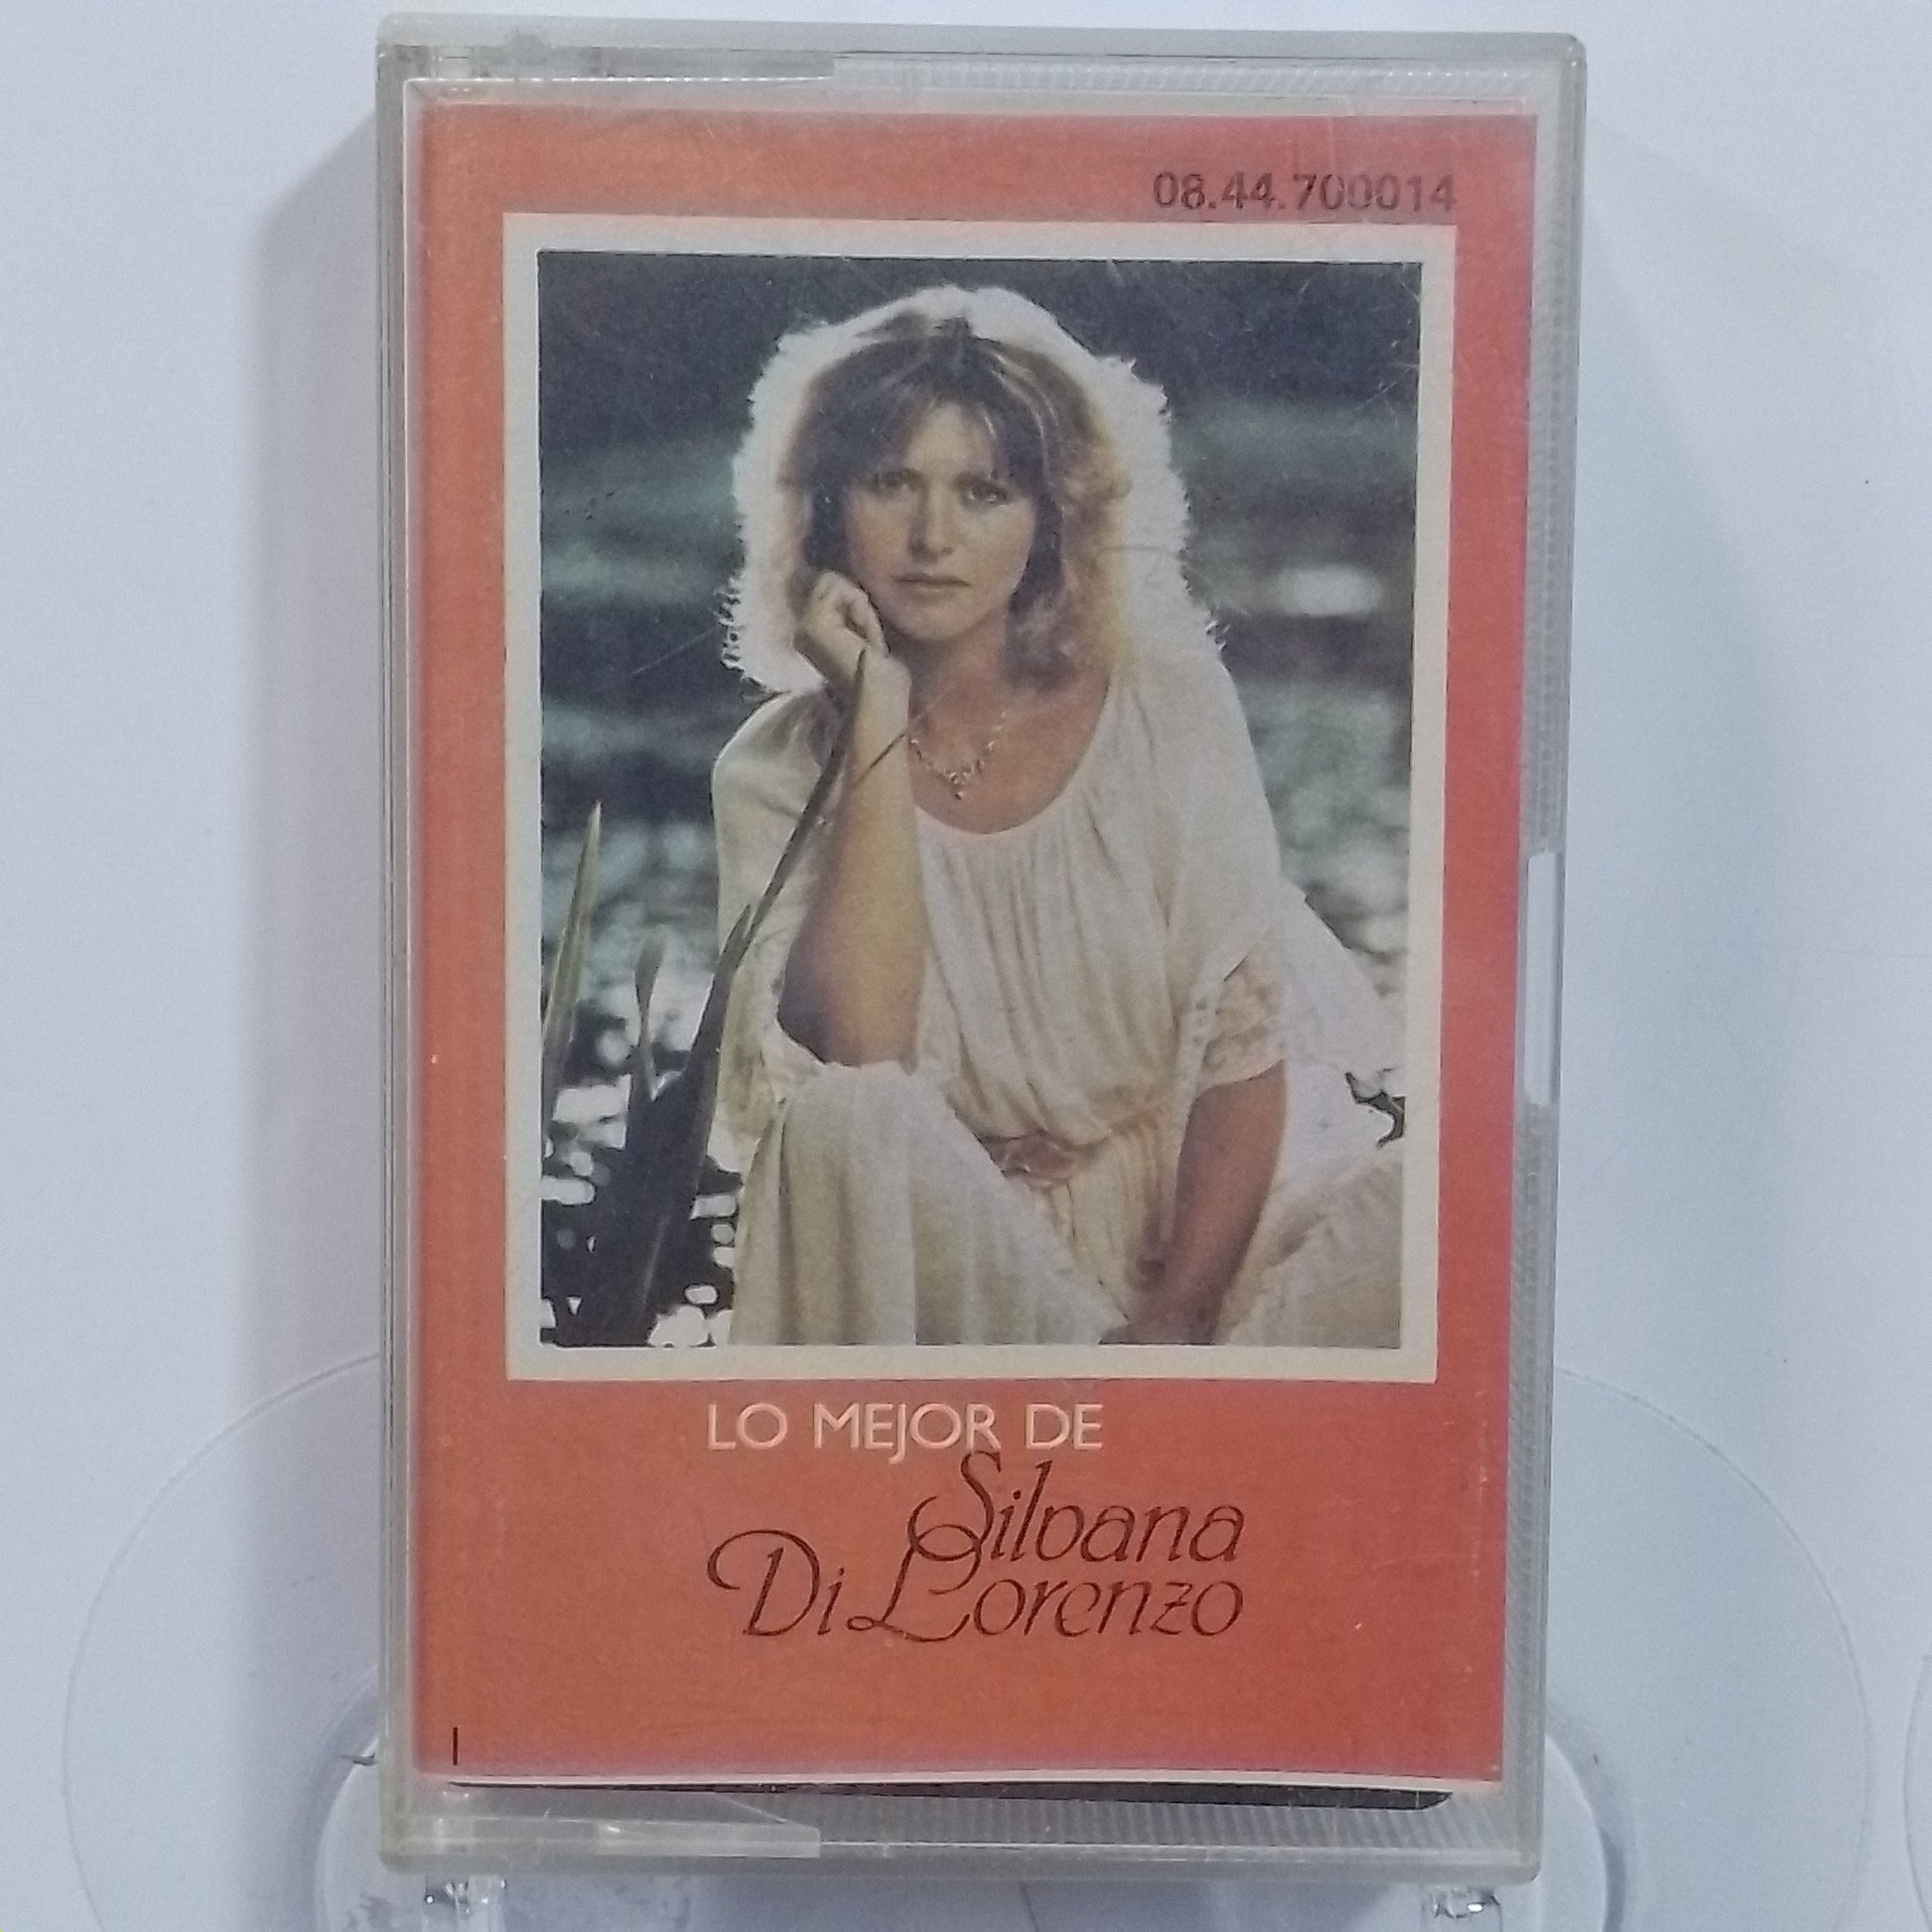 08.44.700014
LO MEJOR DE
Silvana
Di Lorenzo